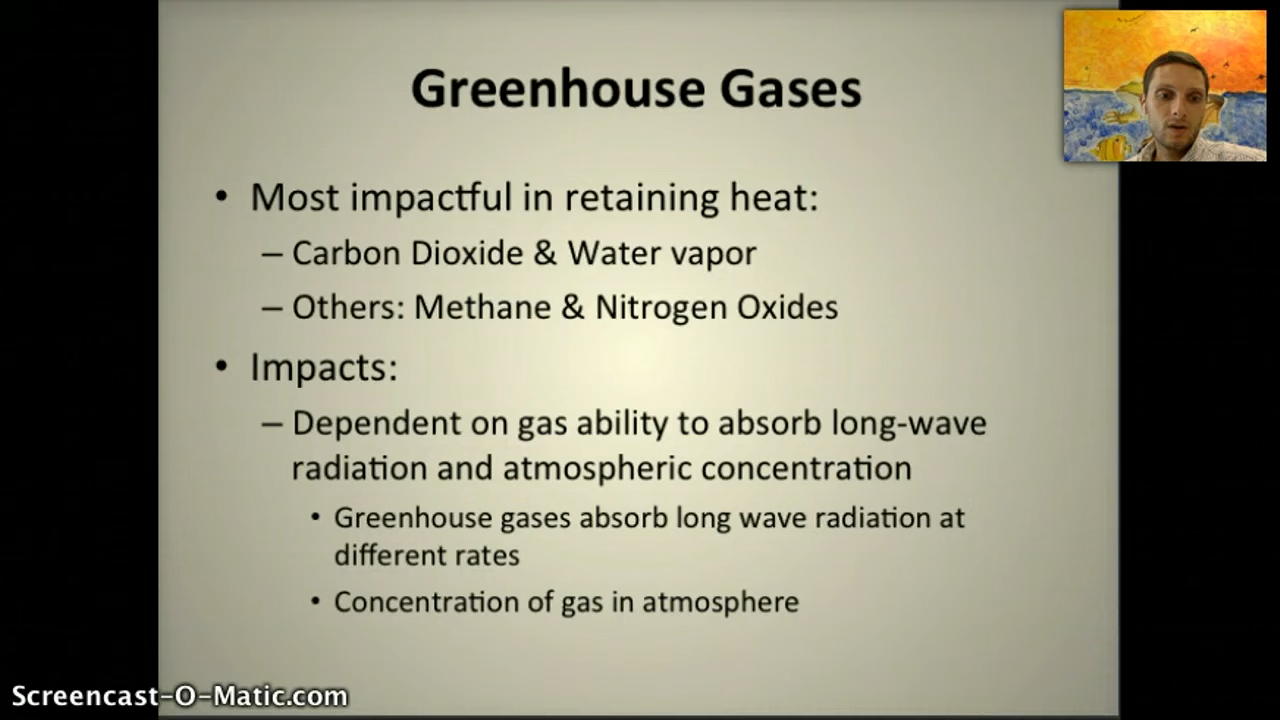 Greenhouse Gases
• Most impactful in retaining heat:
– Carbon Dioxide & Water vapor
– Others: Methane & Nitrogen Oxides
• Impacts:
– Dependent on gas ability to absorb long-wave
radiation and atmospheric concentration
• Greenhouse gases absorb long wave radiation at
different rates
• Concentration of gas in atmosphere
Screencast-O-Matic.com